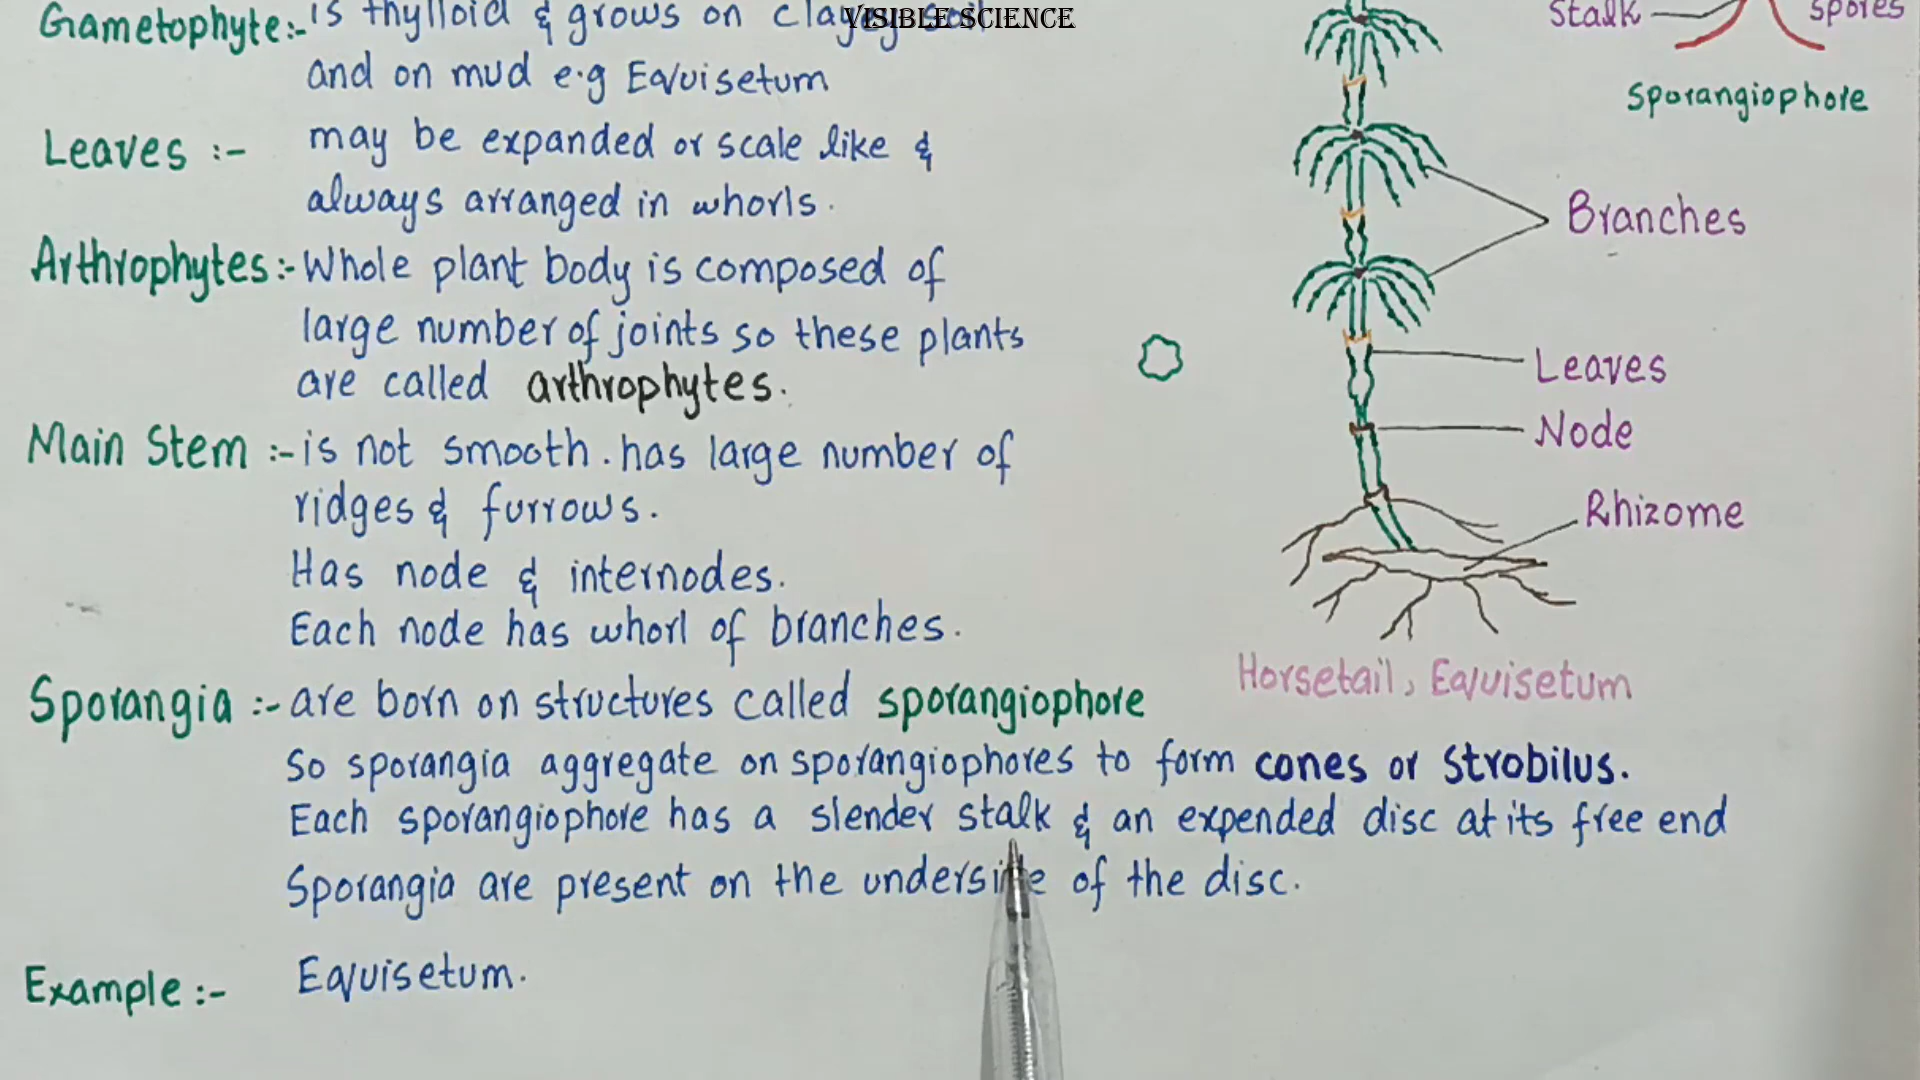 VISIBLE SCIENCE
Gametophyte:- is thylloid & grows on clayey soil
and on mud e.g Equisetum
Leaves :- may be expanded or scale like &
always arranged in whorls.
Arthrophytes:- Whole plant body is composed of
large number of joints so these plants
are called arthrophytes.
Main Stem :- is not smooth. has large number of
ridges & furrows.
Has node & internodes.
Each node has whorl of branches.
Sporangia :- are born on structures called sporangiophore
So sporangia aggregate on sporangiophores to form cones or Strobilus.
Each sporangiophore has a slender stalk & an expended disc at its free end
Sporangia are present on the underside of the disc.
Example :- Equisetum.
Stalk
Spores
Sporangiophore
Branches
Leaves
Node
Rhizome
Horsetail, Equisetum